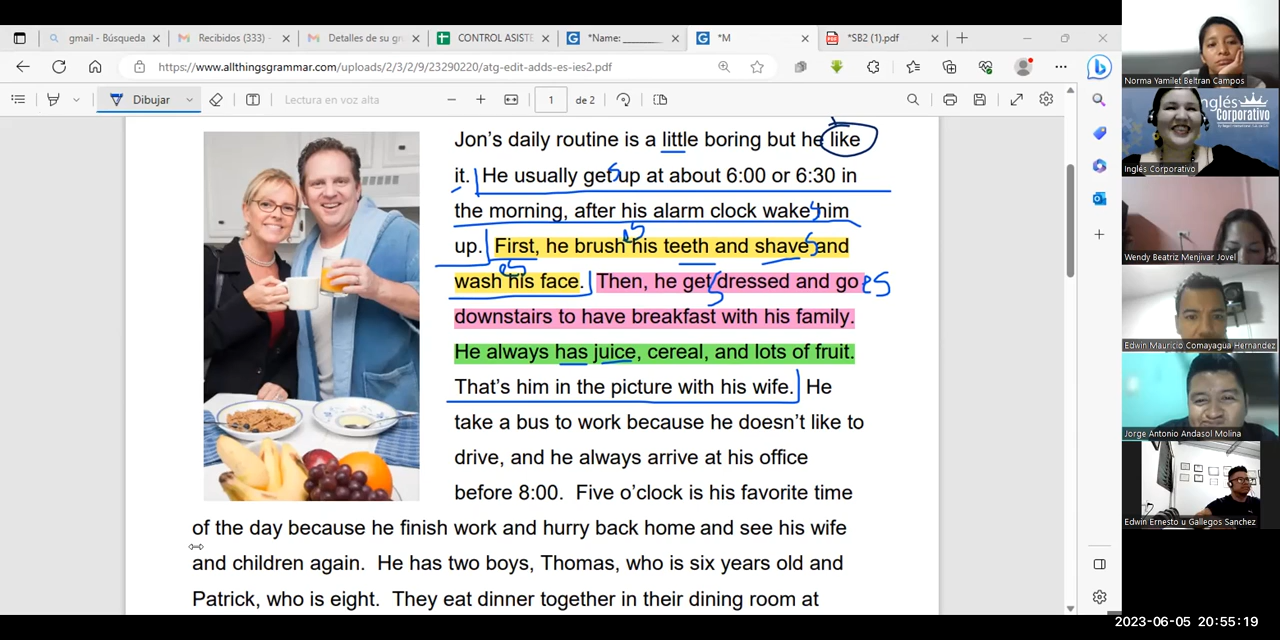 gmail - Búsqueda
Recibidos (333) -
Detalles de su gr
CONTROL ASISTE
*Name: ________
*M
*SB2 (1).pdf
https://www.allthingsgrammar.com/uploads/2/3/2/9/23290220/atg-ext-adds-es-ies2.pdf
Dibujar
Lectura en voz alta
1
de 2
Jon's daily routine is a little boring but he like
it. He usually get s up at about 6:00 or 6:30 in
the morning, after his alarm clock wake s him
up. First, he brush es his teeth and shave s and
wash es his face. Then, he get s dressed and go es
downstairs to have breakfast with his family.
He always has juice, cereal, and lots of fruit.
That's him in the picture with his wife. He
take a bus to work because he doesn't like to
drive, and he always arrive at his office
before 8:00. Five o'clock is his favorite time
of the day because he finish work and hurry back home and see his wife
and children again. He has two boys, Thomas, who is six years old and
Patrick, who is eight. They eat dinner together in their dining room at
Norma Yamilet Beltran Campos
Inglés
Corporativo
Inglés Corporativo
Wendy Beatriz Menjivar Jovel
Edwin Mauricio Comayagua Hernandez
Jorge Antonio Andasol Molina
Edwin Ernesto u Gallegos Sanchez
2023-06-05 20:55:19